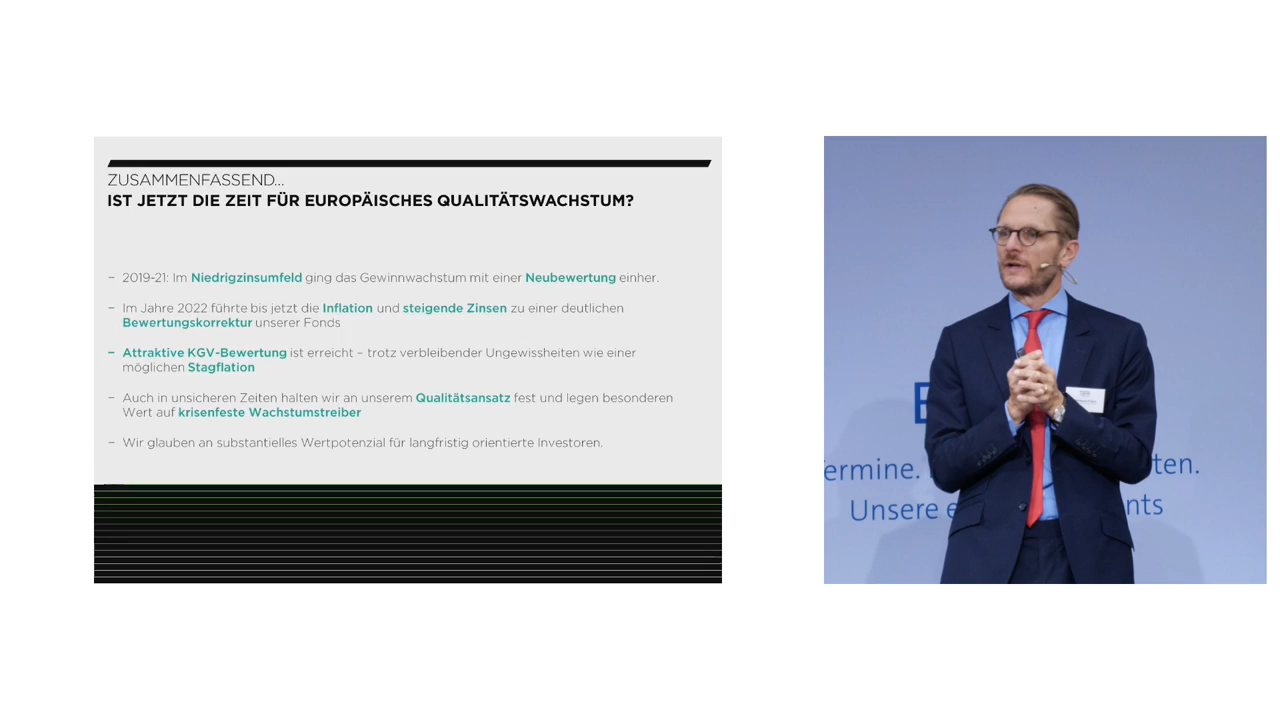 ZUSAMMENFASSEND...
IST JETZT DIE ZEIT FÜR EUROPÄISCHES QUALITÄTSWACHSTUM?
– 2019-21: Im Niedrigzinsumfeld ging das Gewinnwachstum mit einer Neubewertung einher.
– Im Jahre 2022 führte bis jetzt die Inflation und steigende Zinsen zu einer deutlichen
Bewertungskorrektur unserer Fonds
– Attraktive KGV-Bewertung ist erreicht – trotz verbleibender Ungewissheiten wie einer
möglichen Stagflation
– Auch in unsicheren Zeiten halten wir an unserem Qualitätsansatz fest und legen besonderen
Wert auf krisenfeste Wachstumstreiber
– Wir glauben an substantielles Wertpotenzial für langfristig orientierte Investoren.
ermine. ten.
Unsere e nts